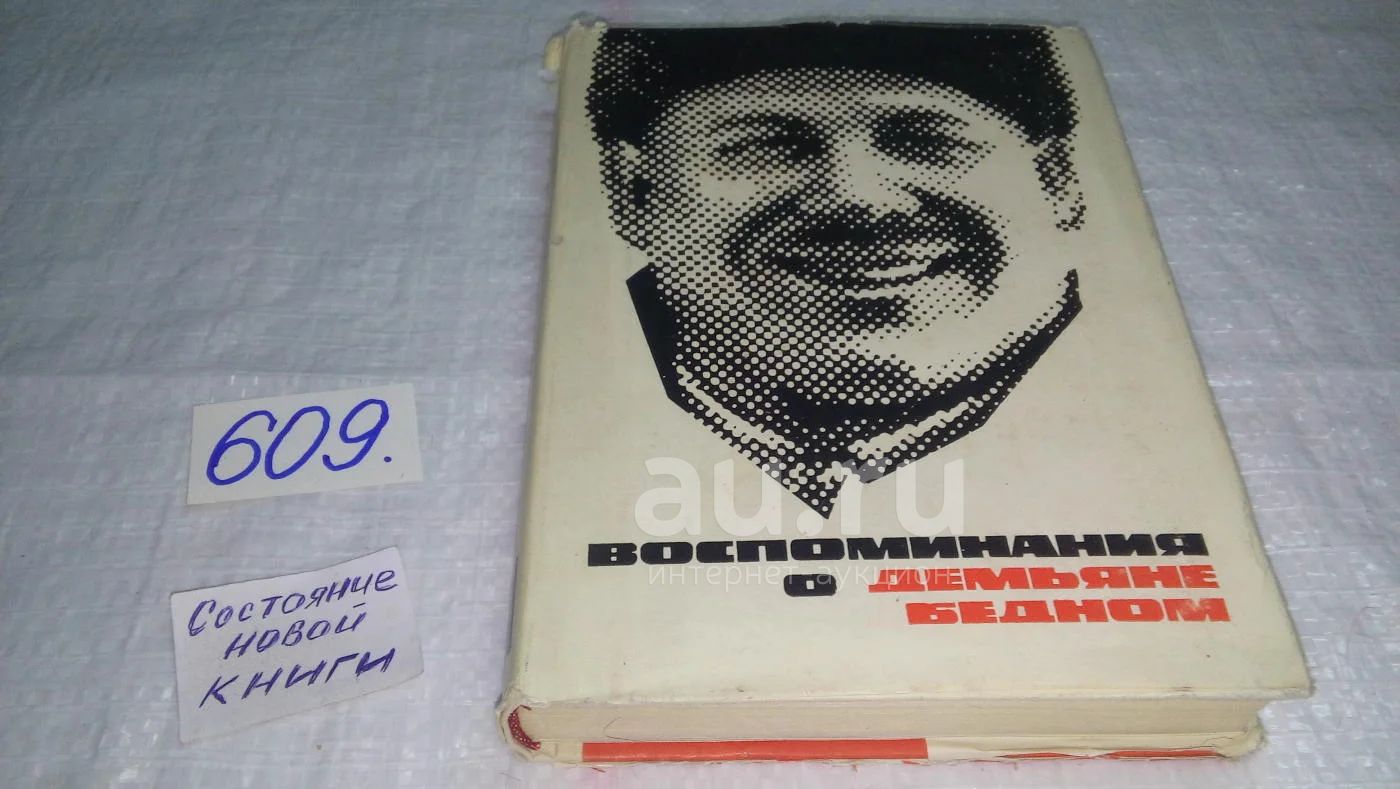 609.
Состояние
новой
книги
au.ru
интернет аукцион
ВОСПОМИНАНИЯ
О ДЕМЬЯНЕ
БЕДНОМ